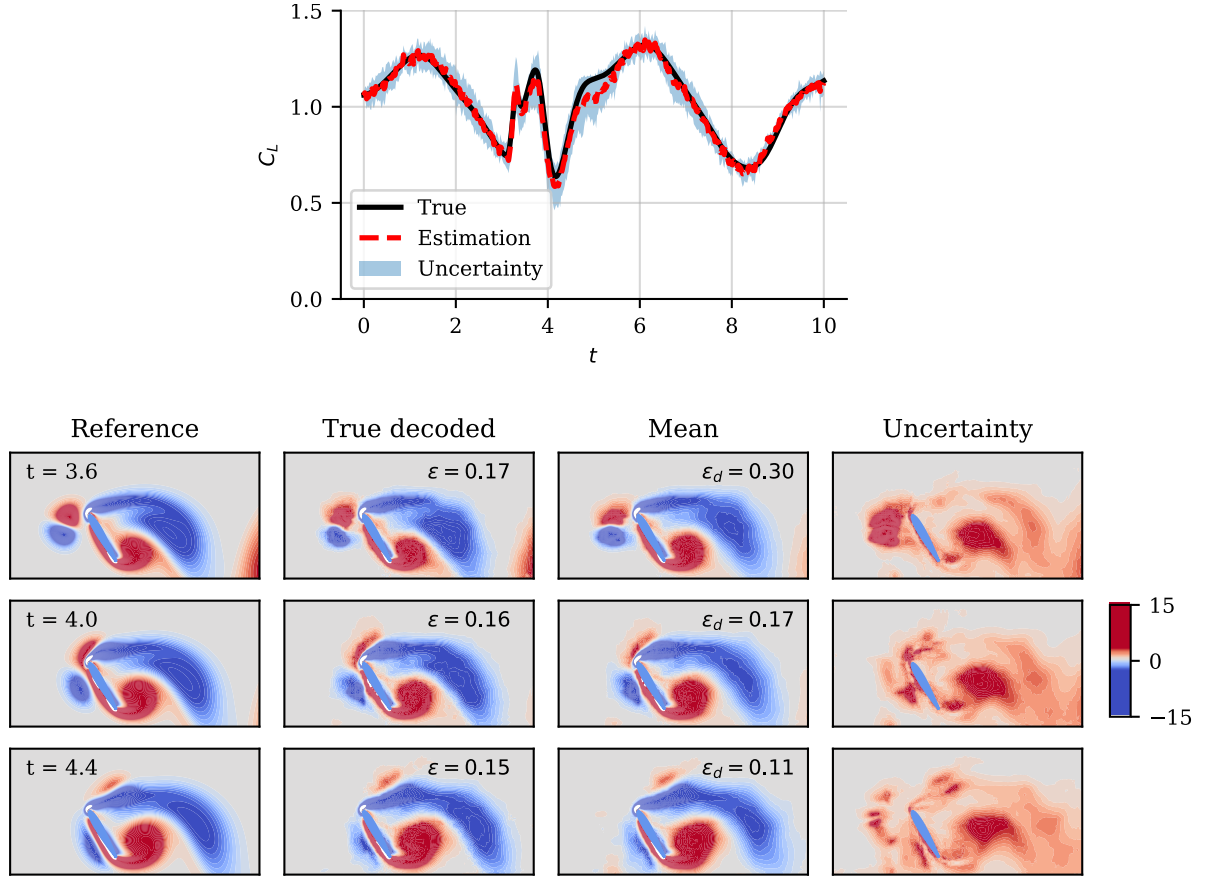 1.5
1.0
0.5
0.0
C_L
True
Estimation
Uncertainty
0 2 4 6 8 10
t
Reference True decoded Mean Uncertainty
t = 3.6 ε = 0.17 ε_d = 0.30
t = 4.0 ε = 0.16 ε_d = 0.17
15
0
−15
t = 4.4 ε = 0.15 ε_d = 0.11